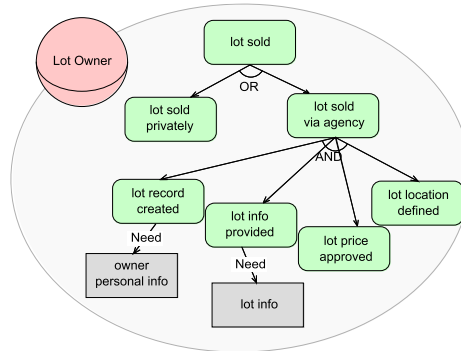 Lot Owner
lot sold
OR
lot sold
privately
lot sold
via agency
AND
lot record
created
lot info
provided
lot price
approved
lot location
defined
Need
owner
personal info
Need
lot info